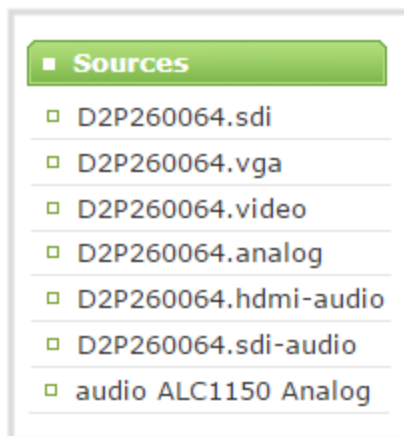 Sources
D2P260064.sdi
D2P260064.vga
D2P260064.video
D2P260064.analog
D2P260064.hdmi-audio
D2P260064.sdi-audio
audio ALC1150 Analog